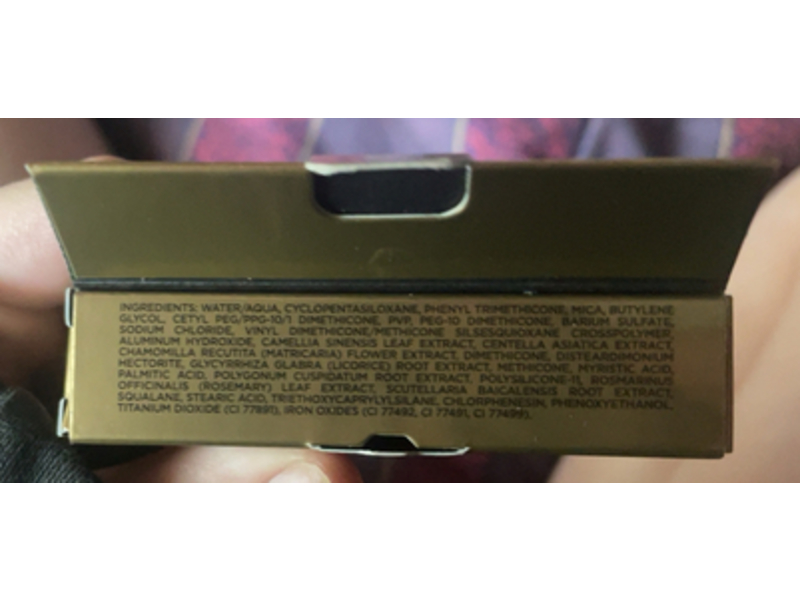 INGREDIENTS: WATER/AQUA, CYCLOPENTASILOXANE, PHENYL TRIMETHICONE, MICA, BUTYLENE
GLYCOL, CETYL PEG/PPG-10/1 DIMETHICONE, PVP, PEG-10 DIMETHICONE, BARIUM SULFATE,
SODIUM CHLORIDE, VINYL DIMETHICONE/METHICONE SILSESQUIOXANE CROSSPOLYMER
ALUMINUM HYDROXIDE, CAMELLIA SINENSIS LEAF EXTRACT, CENTELLA ASIATICA EXTRACT,
CHAMOMILLA RECUTITA (MATRICARIA) FLOWER EXTRACT, DIMETHICONE, DISTEARDIMONIUM
HECTORITE, GLYCYRRHIZA GLABRA (LICORICE) ROOT EXTRACT, METHICONE, MYRISTIC ACID,
PALMITIC ACID, POLYGONUM CUSPIDATUM ROOT EXTRACT, POLYSILICONE-11, ROSMARINUS
OFFICINALIS (ROSEMARY) LEAF EXTRACT, SCUTELLARIA BAICALENSIS ROOT EXTRACT,
SQUALANE, STEARIC ACID, TRIETHOXYCAPRYLYLSILANE, CHLORPHENESIN, PHENOXYETHANOL,
TITANIUM DIOXIDE (CI 77891), IRON OXIDES (CI 77492, CI 77491, CI 77499).